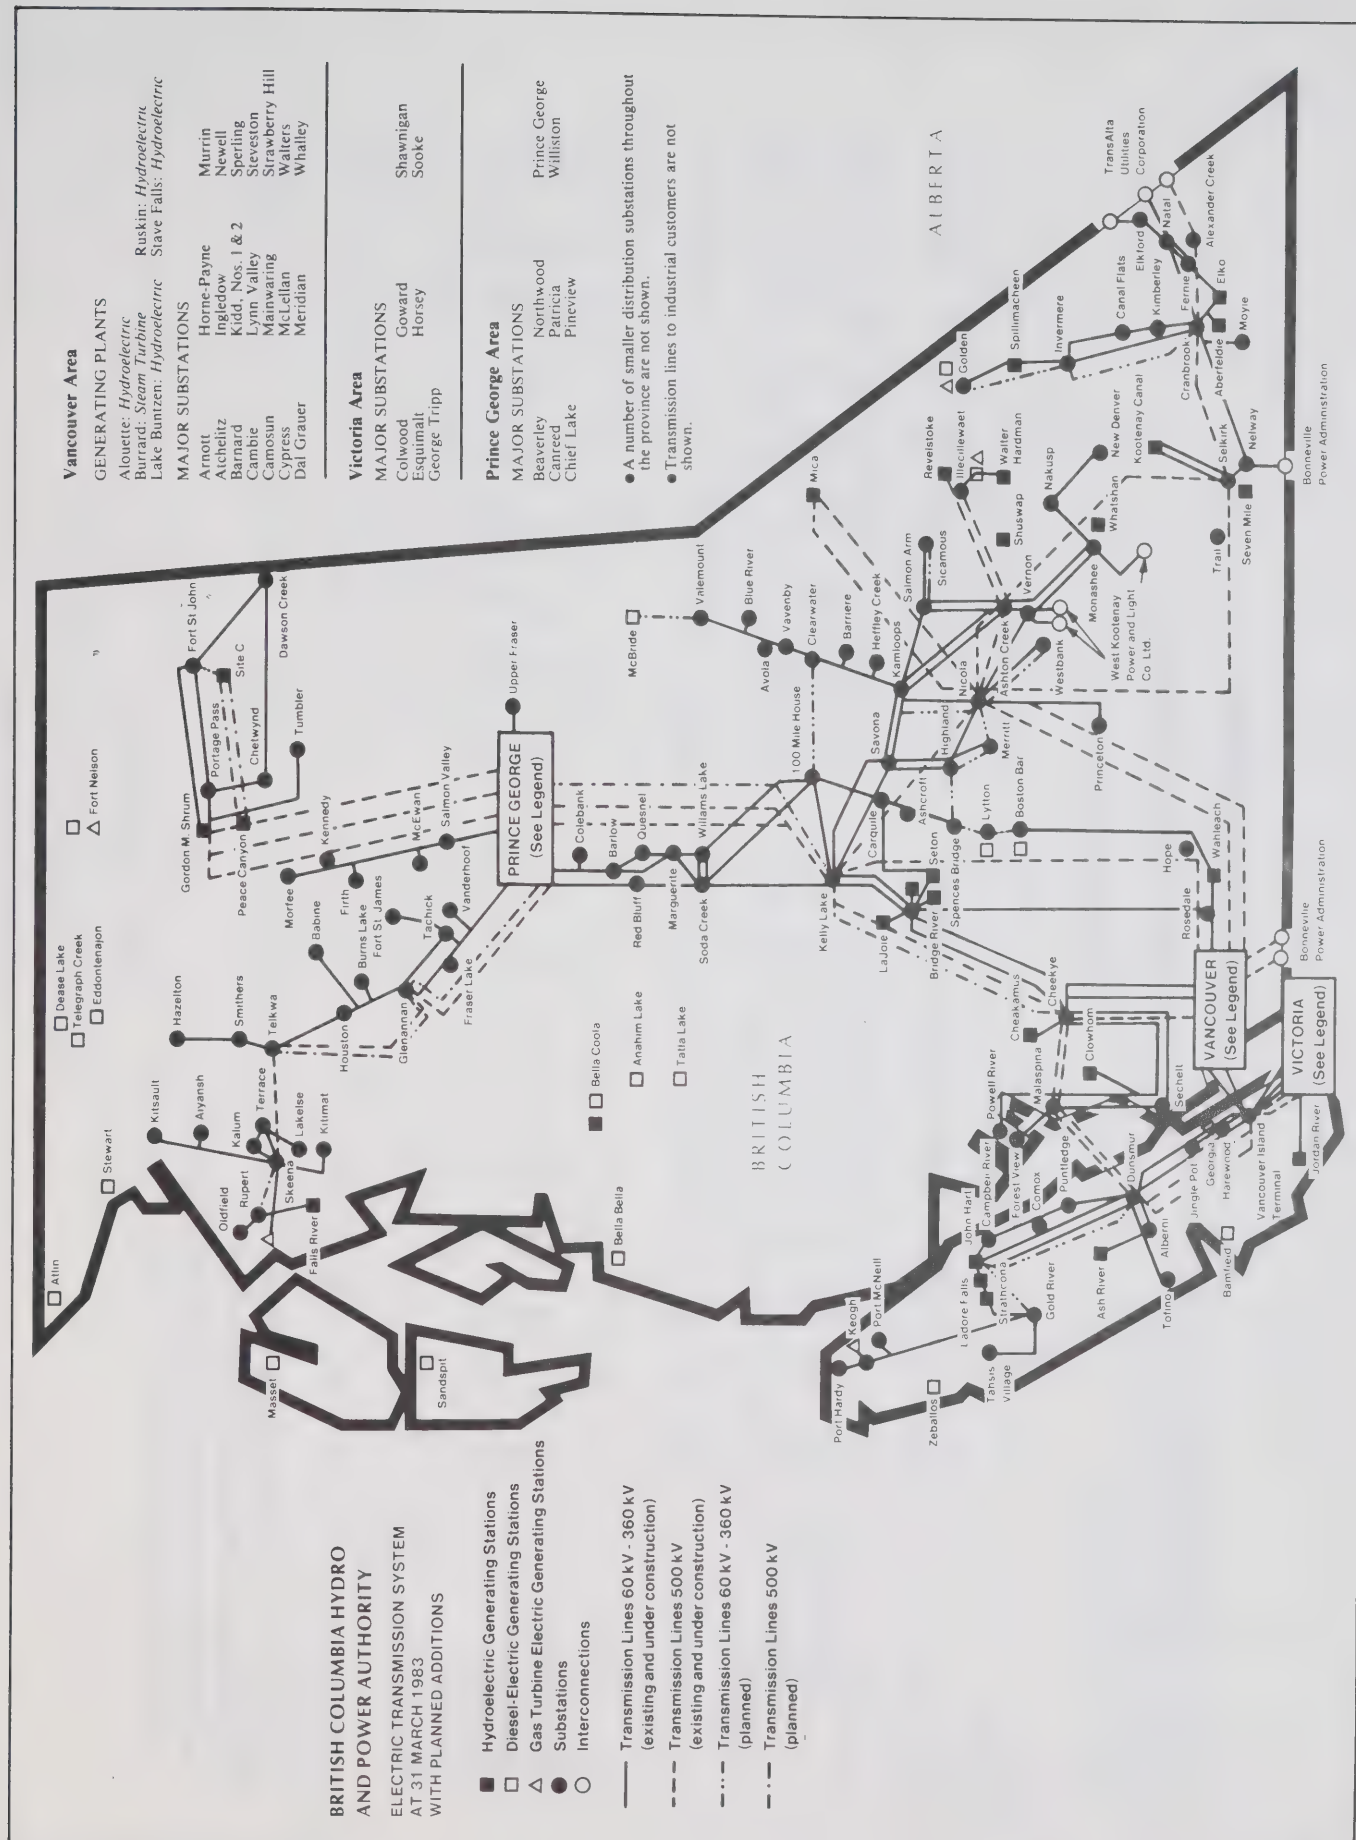 BRITISH COLUMBIA HYDRO
AND POWER AUTHORITY
ELECTRIC TRANSMISSION SYSTEM
AT 31 MARCH 1983
WITH PLANNED ADDITIONS
Hydroelectric Generating Stations
Diesel-Electric Generating Stations
Gas Turbine Electric Generating Stations
Substations
Interconnections
Transmission Lines 60 kV - 360 kV
(existing and under construction)
Transmission Lines 500 kV
(existing and under construction)
Transmission Lines 60 kV - 360 kV
(planned)
Transmission Lines 500 kV
(planned)
Vancouver Area
GENERATING PLANTS
Alouette: Hydroelectric
Burrard: Steam Turbine
Lake Buntzen: Hydroelectric
Ruskin: Hydroelectric
Stave Falls: Hydroelectric
MAJOR SUBSTATIONS
Arnott
Atchelitz
Barnard
Cambie
Camosun
Cypress
Dal Grauer
Horne-Payne
Ingledow
Kidd, Nos. 1 & 2
Lynn Valley
Mainwaring
McLellan
Meridian
Murrin
Newell
Sperling
Steveston
Strawberry Hill
Walters
Whalley
Victoria Area
MAJOR SUBSTATIONS
Colwood
Esquimalt
George Tripp
Goward
Horsey
Shawnigan
Sooke
Prince George Area
MAJOR SUBSTATIONS
Beaverley
Canreed
Chief Lake
Northwood
Patricia
Pineview
Prince George
Williston
● A number of smaller distribution substations throughout
the province are not shown.
● Transmission lines to industrial customers are not
shown.
Atlin
Stewart
Dease Lake
Telegraph Creek
Eddontenajon
Fort Nelson
Masset
Sandspit
Kitsault
Aiyansh
Kalum
Terrace
Lakelse
Kitimat
Skeena
Rupert
Oldfield
Falls River
Hazelton
Smithers
Telkwa
Houston
Babine
Burns Lake
Fort St. James
Glenannan
Tachick
Vanderhoof
Fraser Lake
Gordon M. Shrum
Peace Canyon
Portage Pass
Fort St John
Site C
Chetwynd
Dawson Creek
Tumbler
Morfee
Kennedy
Firth
McEwan
Salmon Valley
PRINCE GEORGE
(See Legend)
Upper Fraser
Colebank
Barlow
Quesnel
Red Bluff
Marguerite
Williams Lake
Soda Creek
Bella Coola
Anahim Lake
Tatla Lake
Bella Bella
BRITISH
COLUMBIA
ALBERTA
McBride
Valemount
Blue River
Avola
Vavenby
Clearwater
Barriere
Heffley Creek
Kamloops
100 Mile House
Savona
Kelly Lake
Carquile
Ashcroft
Seton
Spences Bridge
Bridge River
LaJoie
Lytton
Boston Bar
Highland
Merritt
Nicola
Ashton Creek
Westbank
Princeton
Hope
Wahleach
Rosedale
Mica
Salmon Arm
Sicamous
Revelstoke
Illecillewaet
Walter
Hardman
Shuswap
Vernon
Nakusp
New Denver
Whatshan
Monashee
West Kootenay
Power and Light
Co Ltd.
Golden
Spillimacheen
Invermere
Canal Flats
Kimberley
Cranbrook
Fernie
Elko
Aberfeldie
Moyie
Elkford
Natal
Alexander Creek
TransAlta
Utilities
Corporation
Kootenay Canal
Selkirk
Nelway
Seven Mile
Trail
Bonneville
Power Administration
Cheakamus
Cheekye
Clowhom
Sechelt
Malaspina
Powell River
VANCOUVER
(See Legend)
VICTORIA
(See Legend)
Bonneville
Power Administration
Jordan River
Port Hardy
Keogh
Port McNeill
Zeballos
Tahsis
Village
Gold River
Strathcona
Ladore Falls
John Hart
Campbell River
Forest View
Comox
Puntledge
Dunsmuir
Ash River
Alberni
Tofino
Bamfield
Jingle Pot
Georgia
Harewood
Vancouver Island
Terminal